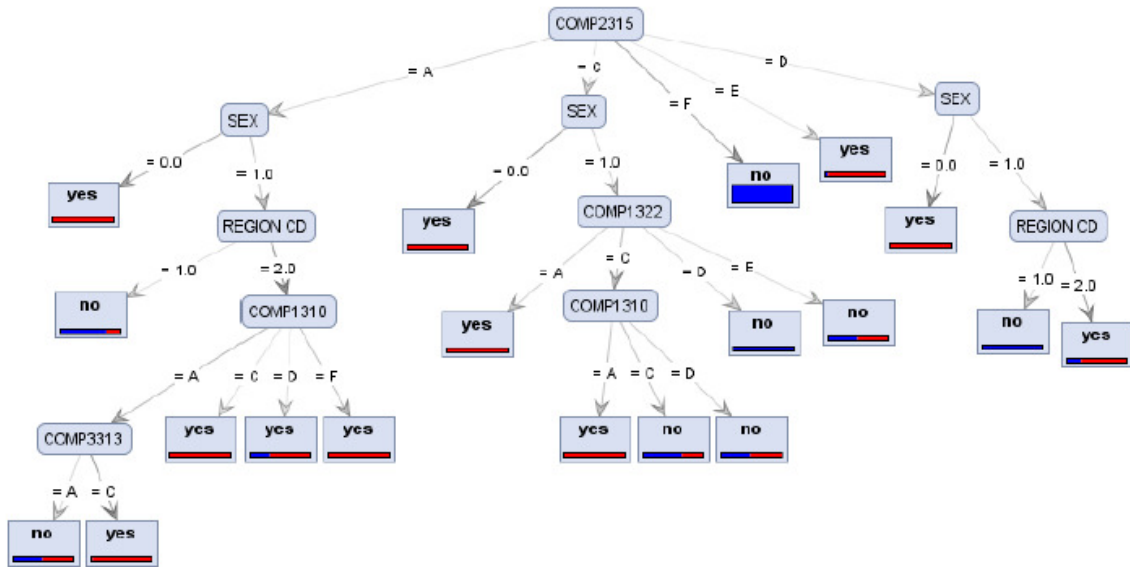 COMP2315
= A
= C
= F
= E
= D
SEX
SEX
SEX
= 0.0
= 1.0
= 0.0
= 1.0
= 0.0
= 1.0
yes
REGION CD
yes
COMP1322
no
yes
yes
REGION CD
= 1.0
= 2.0
= A
= C
= D
= E
= 1.0
= 2.0
no
COMP1310
yes
COMP1310
no
no
no
yes
= A
= C
= D
= F
= A
= C
= D
COMP3313
yes
yes
yes
yes
no
no
= A
= C
no
yes